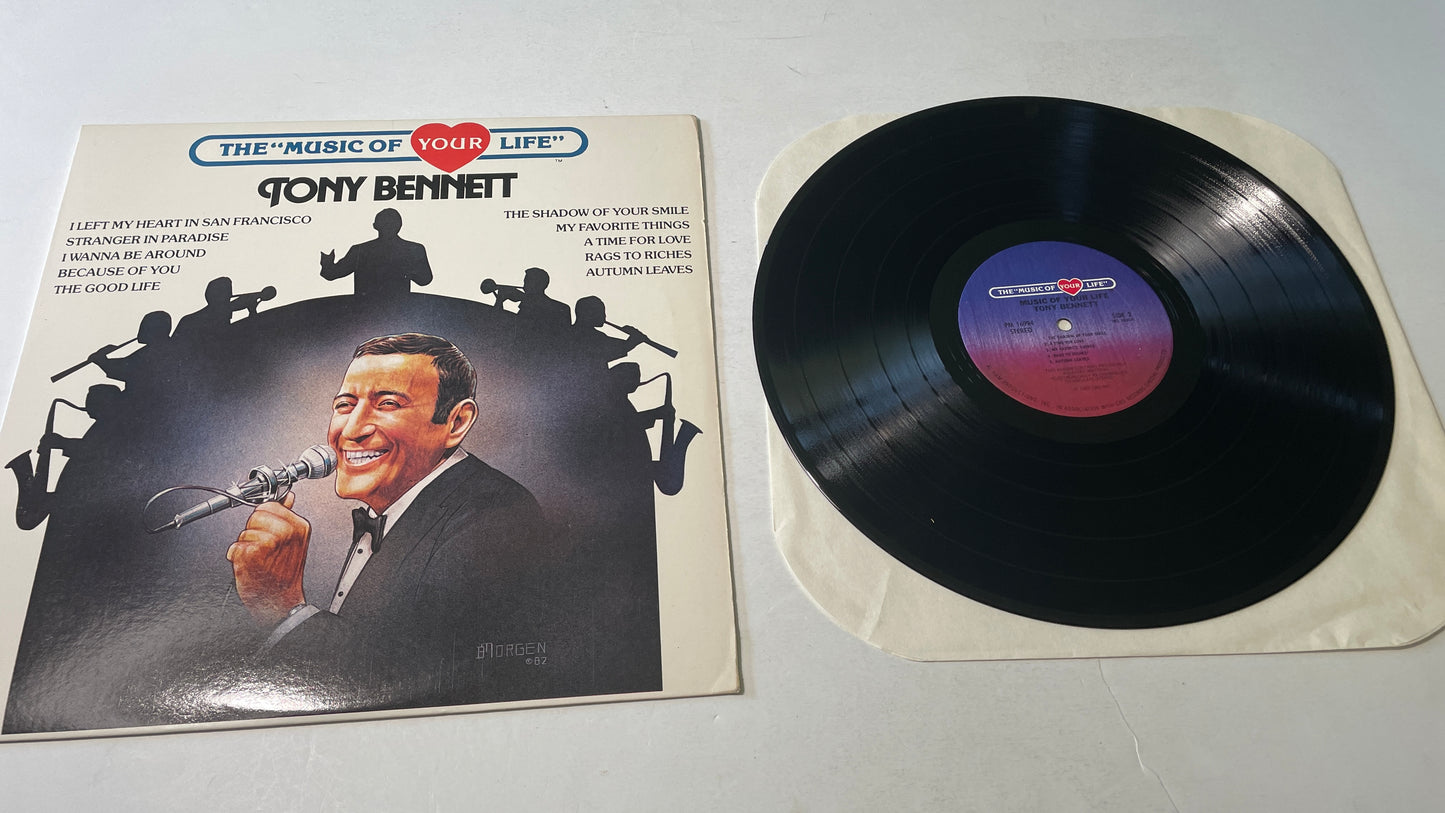 THE "MUSIC OF YOUR LIFE" ™
TONY BENNETT
I LEFT MY HEART IN SAN FRANCISCO
STRANGER IN PARADISE
I WANNA BE AROUND
BECAUSE OF YOU
THE GOOD LIFE
THE SHADOW OF YOUR SMILE
MY FAVORITE THINGS
A TIME FOR LOVE
RAGS TO RICHES
AUTUMN LEAVES
MORGEN
©82
THE "MUSIC OF YOUR LIFE"
MUSIC OF YOUR LIFE
TONY BENNETT
STEREO
SIDE 2